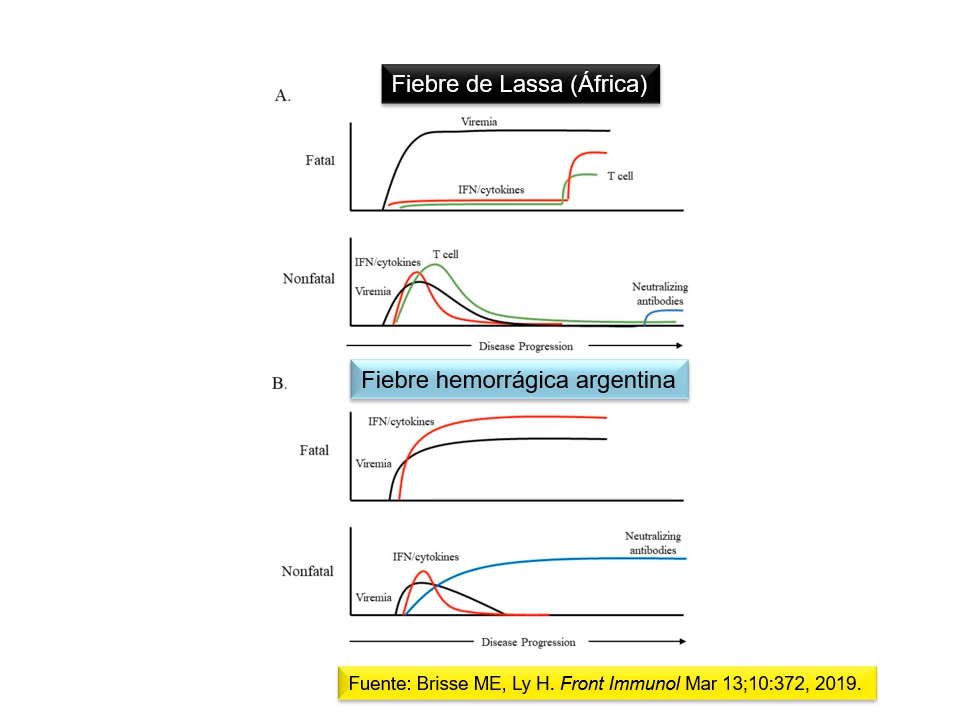 Fiebre de Lassa (África)
A.
Viremia
Fatal
IFN/cytokines
T cell
IFN/cytokines
T cell
Nonfatal
Viremia
Neutralizing
antibodies
Disease Progression
B.
Fiebre hemorrágica argentina
IFN/cytokines
Fatal
Viremia
Neutralizing
antibodies
IFN/cytokines
Nonfatal
Viremia
Disease Progression
Fuente: Brisse ME, Ly H. Front Immunol Mar 13;10:372, 2019.